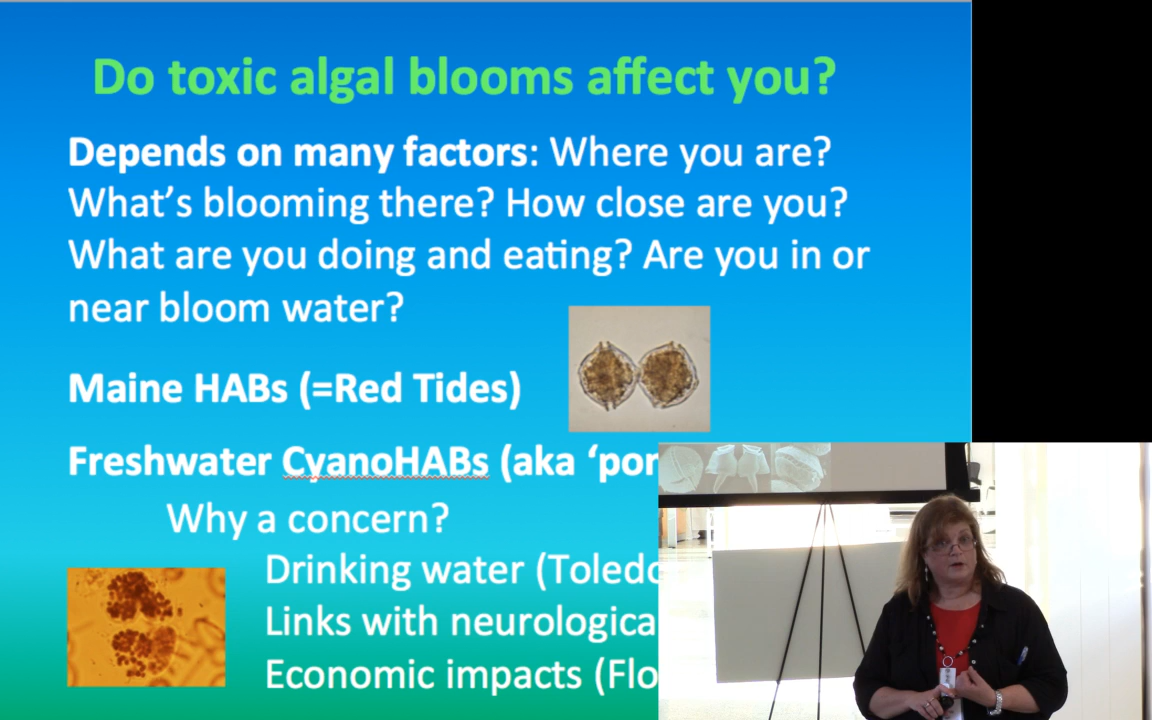 Do toxic algal blooms affect you?
Depends on many factors: Where you are?
What's blooming there? How close are you?
What are you doing and eating? Are you in or
near bloom water?
Maine HABs (=Red Tides)
Freshwater CyanoHABs (aka 'por
Why a concern?
Drinking water (Toledo
Links with neurologica
Economic impacts (Flo